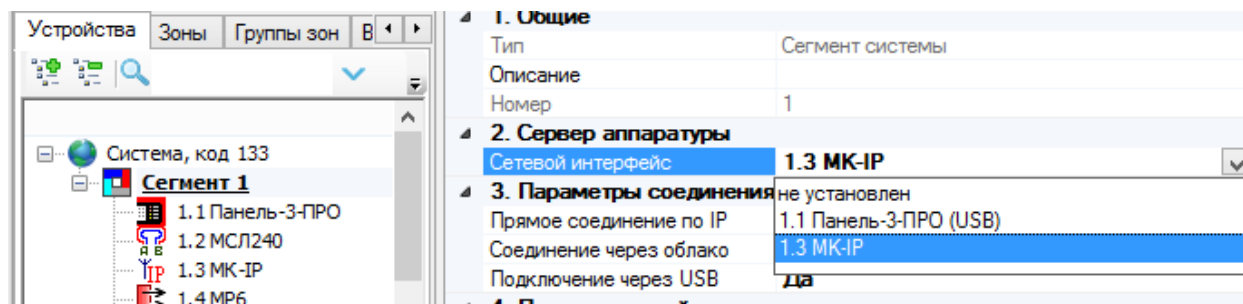 Устройства Зоны Группы зон В
Система, код 133
Сегмент 1
1.1 Панель-3-ПРО
1.2 МСЛ240
AB
IP 1.3 МК-IP
1.4 МР6
1. Общие
Тип Сегмент системы
Описание
Номер 1
2. Сервер аппаратуры
Сетевой интерфейс 1.3 МК-IP
3. Параметры соединения
не установлен
Прямое соединение по IP
1.1 Панель-3-ПРО (USB)
Соединение через облако
1.3 МК-IP
Подключение через USB Да